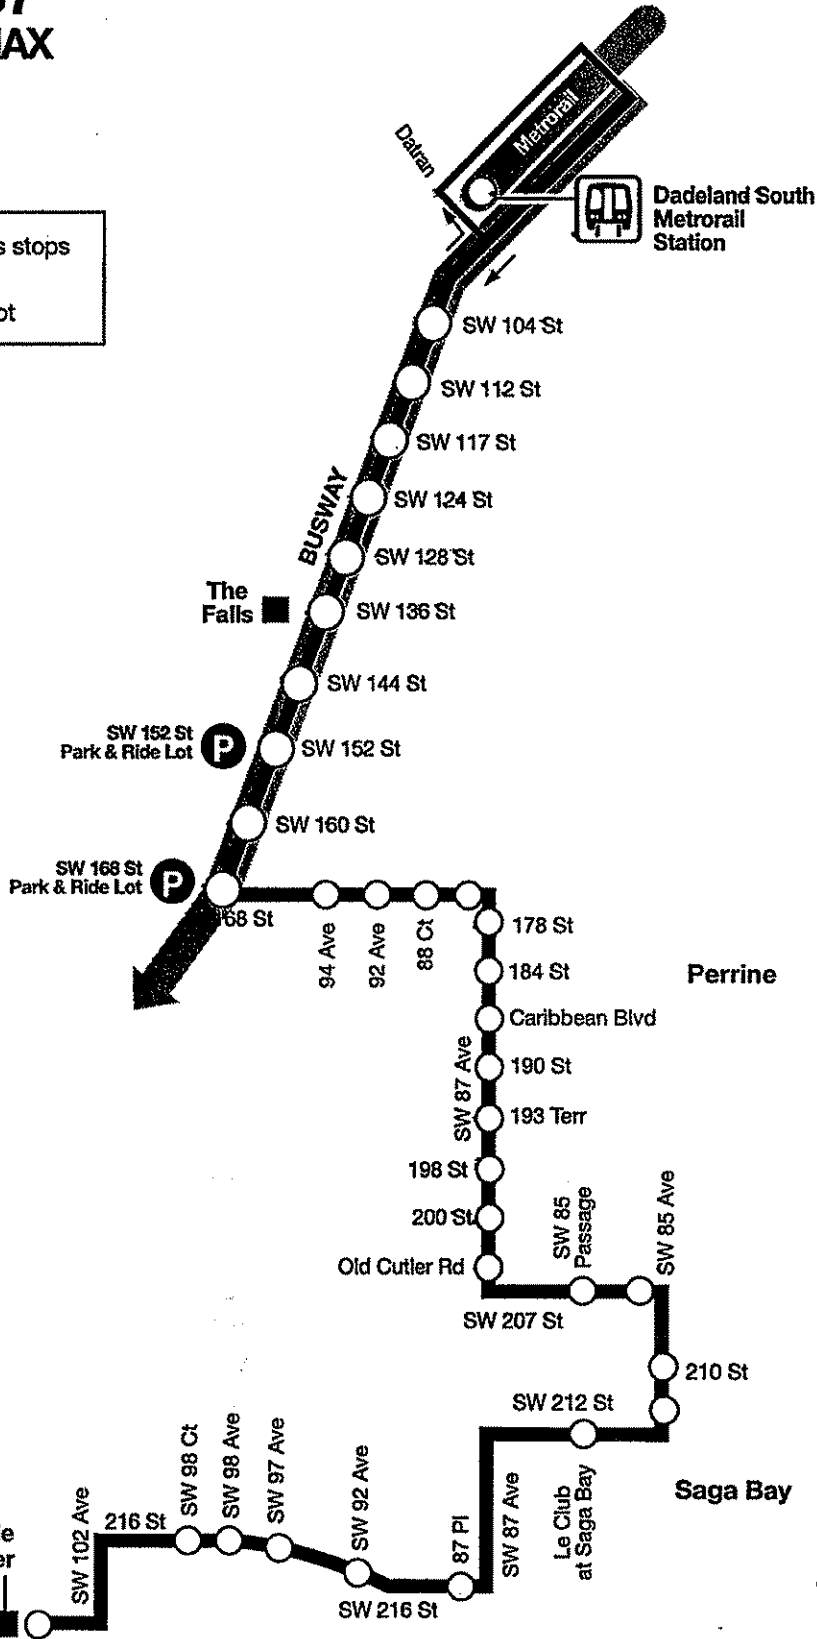 MAX
Metrorail
Datran
Dadeland South
Metrorail
Station
s stops
ot
SW 104 St
SW 112 St
SW 117 St
SW 124 St
BUSWAY
SW 128 St
The
Falls
SW 136 St
SW 144 St
SW 152 St
Park & Ride Lot
P
SW 152 St
SW 160 St
SW 168 St
Park & Ride Lot
P
168 St
94 Ave
92 Ave
88 Ct
178 St
184 St
Perrine
Caribbean Blvd
SW 87 Ave
190 St
193 Terr
198 St
200 St
SW 85
Passage
SW 85 Ave
Old Cutler Rd
SW 207 St
210 St
SW 212 St
Le Club
at Saga Bay
Saga Bay
SW 87 Ave
87 Pl
SW 216 St
SW 92 Ave
SW 97 Ave
SW 98 Ave
SW 98 Ct
216 St
SW 102 Ave